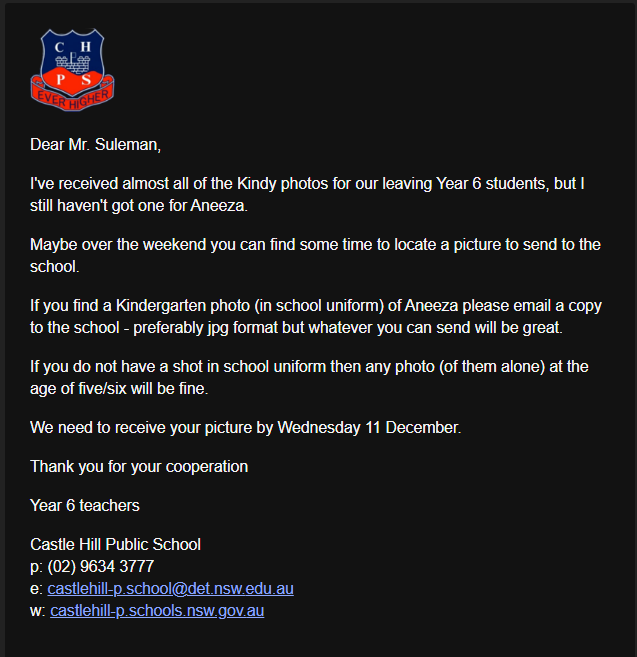 C H
P S
EVER HIGHER
Dear Mr. Suleman,
I've received almost all of the Kindy photos for our leaving Year 6 students, but I
still haven't got one for Aneeza.
Maybe over the weekend you can find some time to locate a picture to send to the
school.
If you find a Kindergarten photo (in school uniform) of Aneeza please email a copy
to the school - preferably jpg format but whatever you can send will be great.
If you do not have a shot in school uniform then any photo (of them alone) at the
age of five/six will be fine.
We need to receive your picture by Wednesday 11 December.
Thank you for your cooperation
Year 6 teachers
Castle Hill Public School
p: (02) 9634 3777
e: castlehill-p.school@det.nsw.edu.au
w: castlehill-p.schools.nsw.gov.au